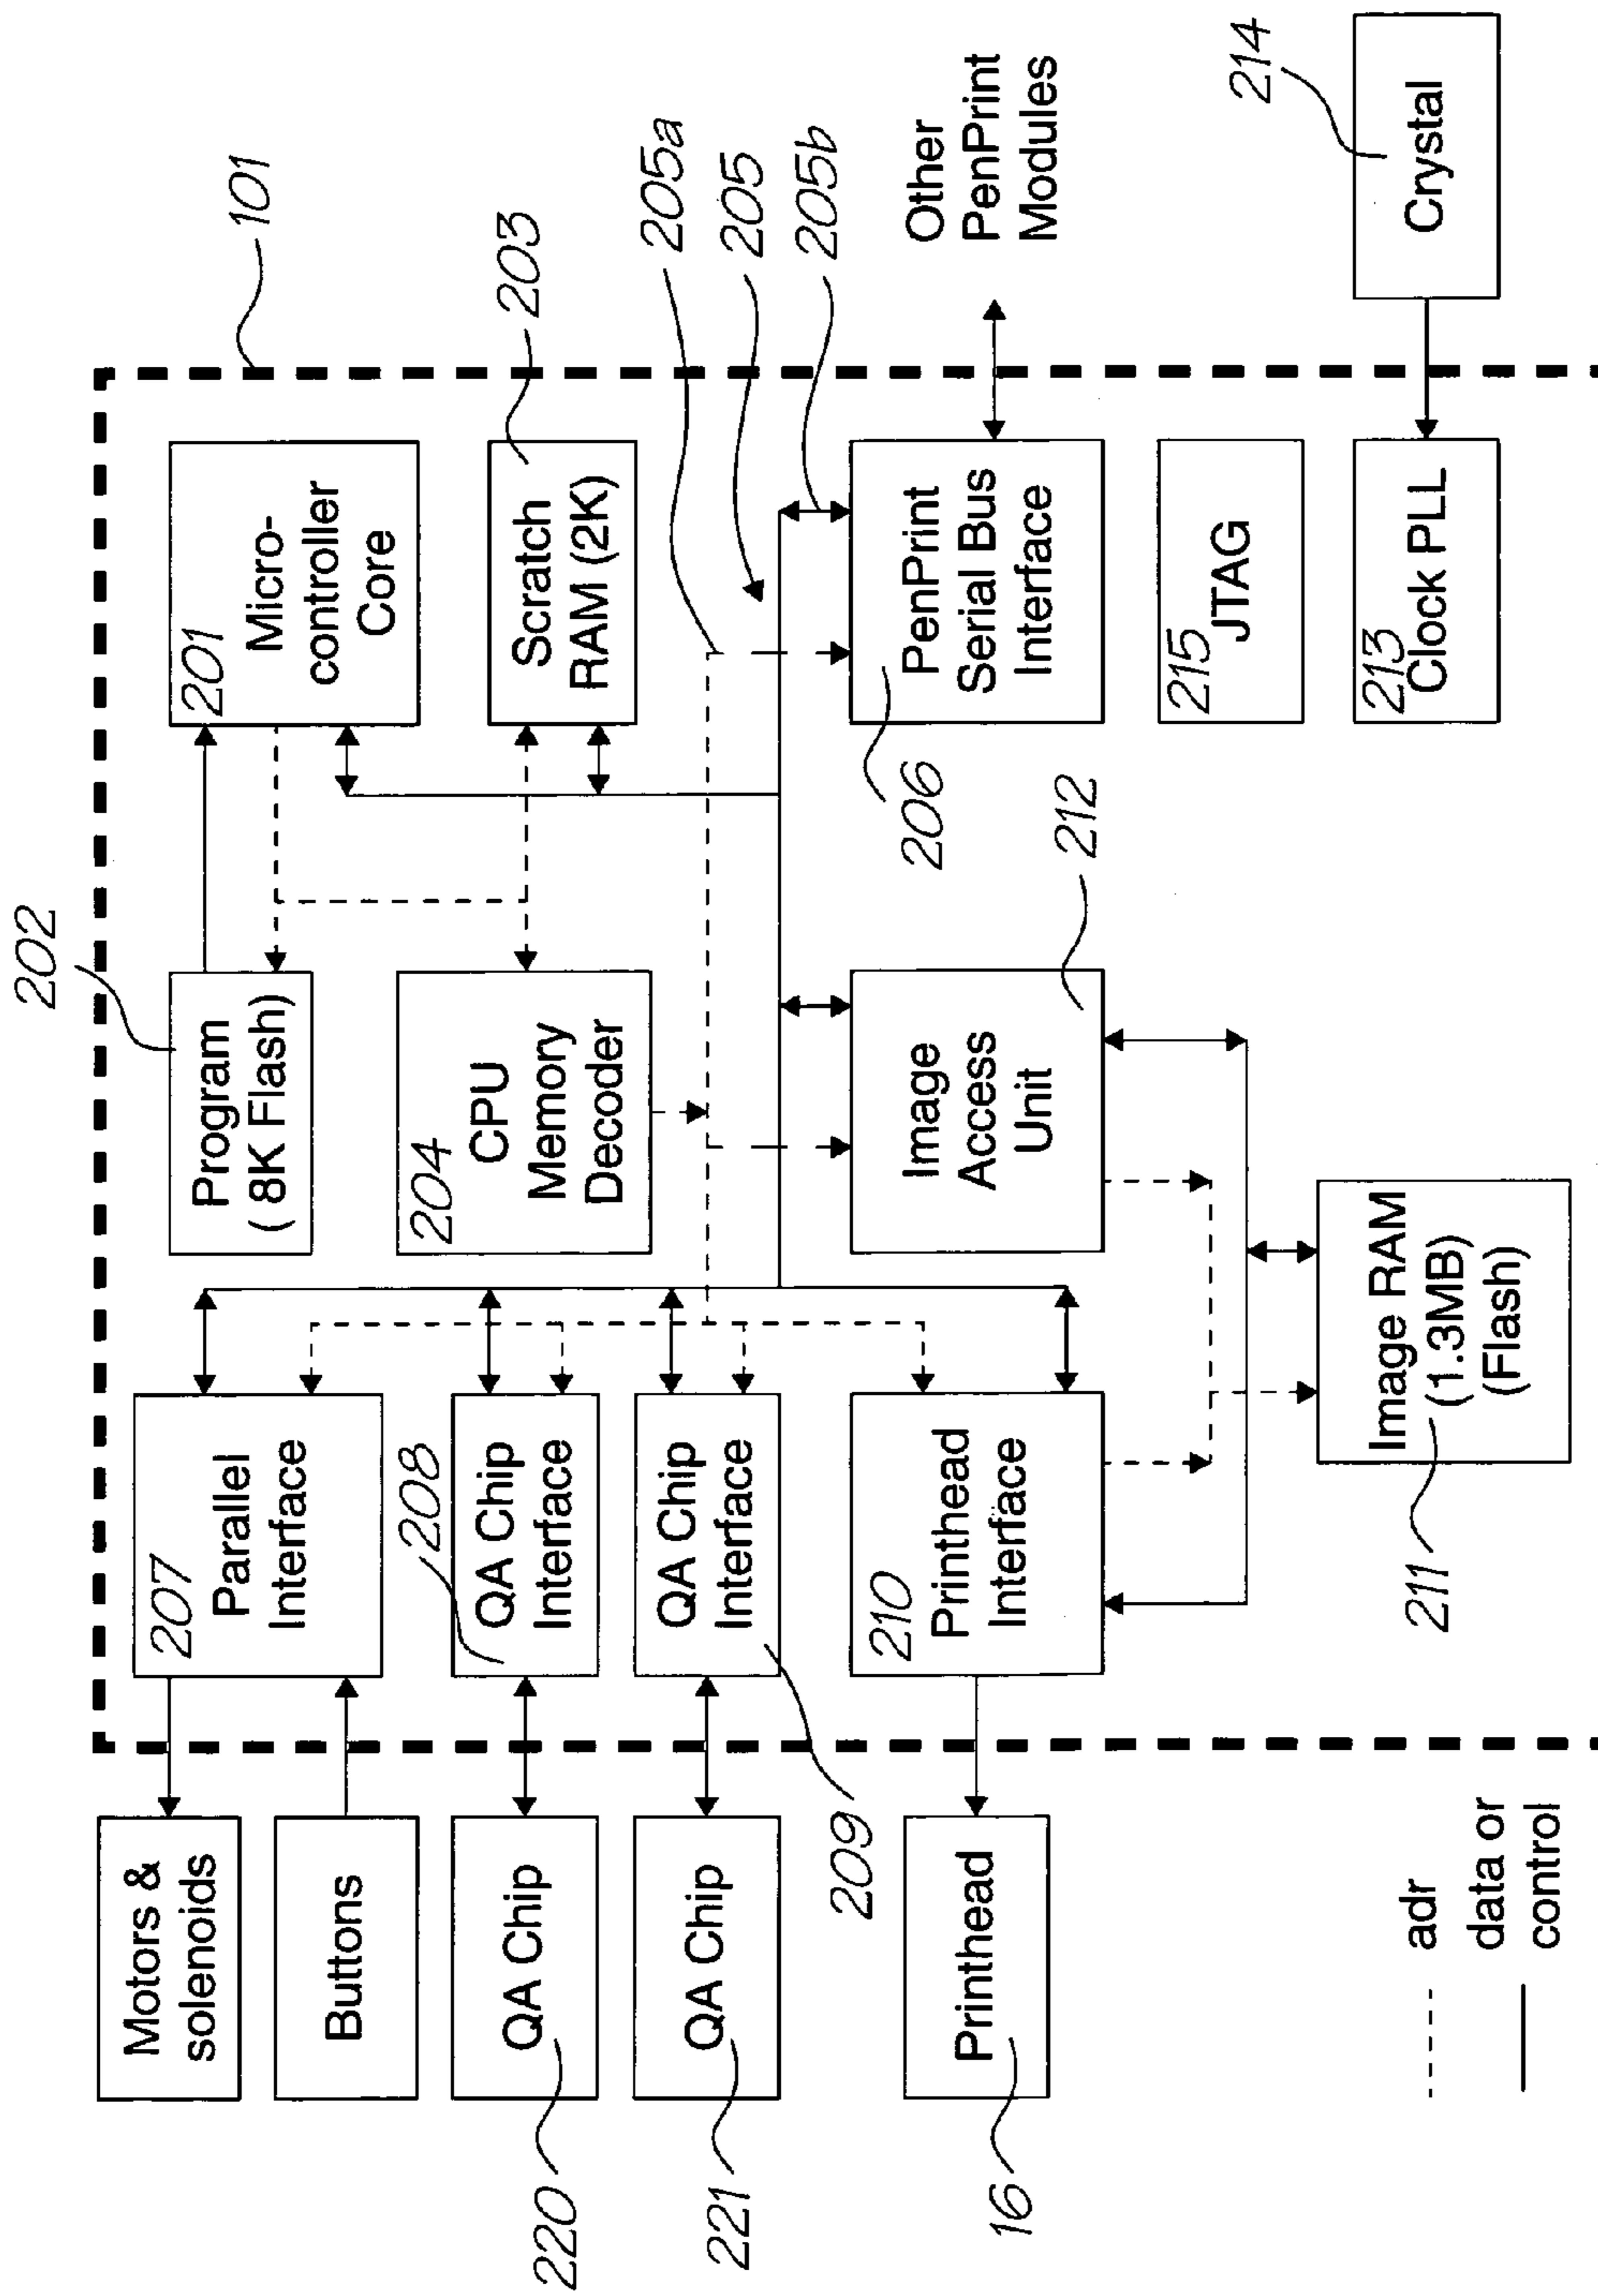 Motors &
solenoids
Buttons
QA Chip
220
QA Chip
221
Printhead
16
207
Parallel
Interface
208
QA Chip
Interface
QA Chip
Interface
209
210
Printhead
Interface
202
Program
( 8K Flash)
204
CPU
Memory
Decoder
Image
Access
Unit
212
Image RAM
(1.3MB)
(Flash)
211
101
201
Micro-
controller
Core
Scratch
RAM (2K)
203
205a
205
205b
PenPrint
Serial Bus
Interface
206
Other
PenPrint
Modules
215
JTAG
213
Clock PLL
Crystal
214
adr
data or
control